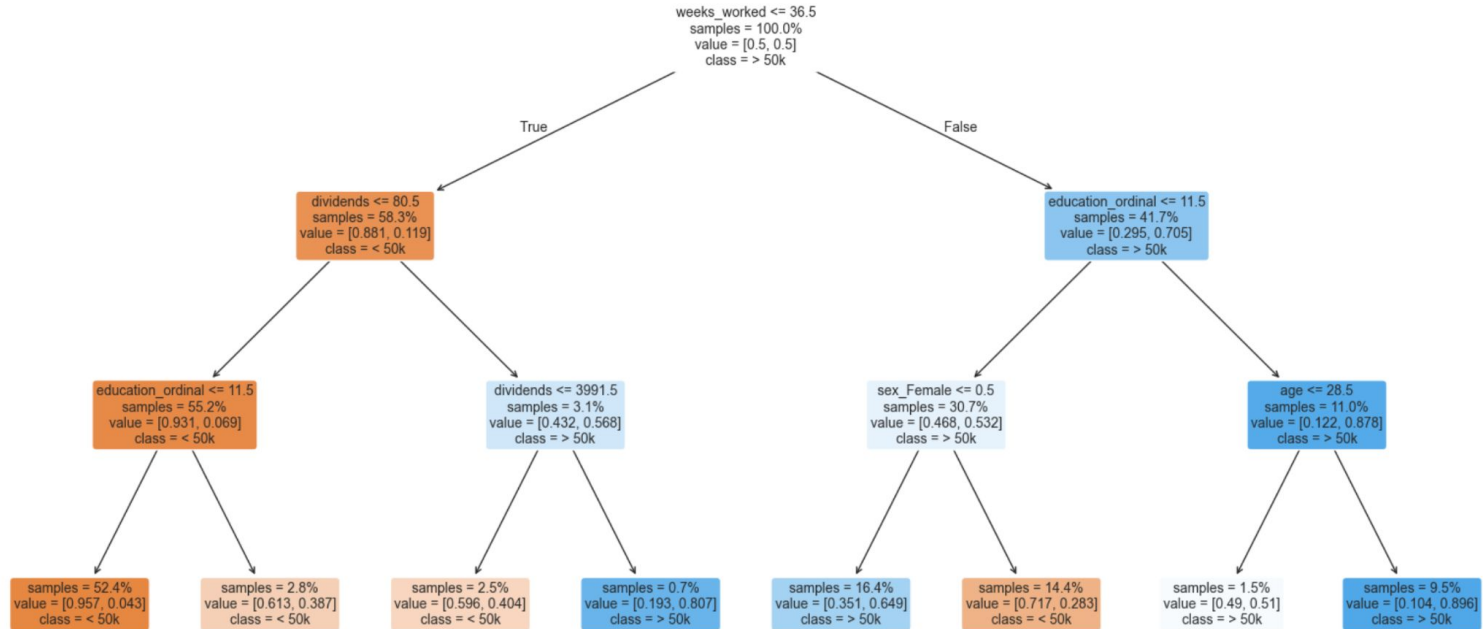 weeks_worked <= 36.5
samples = 100.0%
value = [0.5, 0.5]
class = > 50k
True
False
dividends <= 80.5
samples = 58.3%
value = [0.881, 0.119]
class = < 50k
education_ordinal <= 11.5
samples = 41.7%
value = [0.295, 0.705]
class = > 50k
education_ordinal <= 11.5
samples = 55.2%
value = [0.931, 0.069]
class = < 50k
dividends <= 3991.5
samples = 3.1%
value = [0.432, 0.568]
class = > 50k
sex_Female <= 0.5
samples = 30.7%
value = [0.468, 0.532]
class = > 50k
age <= 28.5
samples = 11.0%
value = [0.122, 0.878]
class = > 50k
samples = 52.4%
value = [0.957, 0.043]
class = < 50k
samples = 2.8%
value = [0.613, 0.387]
class = < 50k
samples = 2.5%
value = [0.596, 0.404]
class = < 50k
samples = 0.7%
value = [0.193, 0.807]
class = > 50k
samples = 16.4%
value = [0.351, 0.649]
class = > 50k
samples = 14.4%
value = [0.717, 0.283]
class = < 50k
samples = 1.5%
value = [0.49, 0.51]
class = > 50k
samples = 9.5%
value = [0.104, 0.896]
class = > 50k